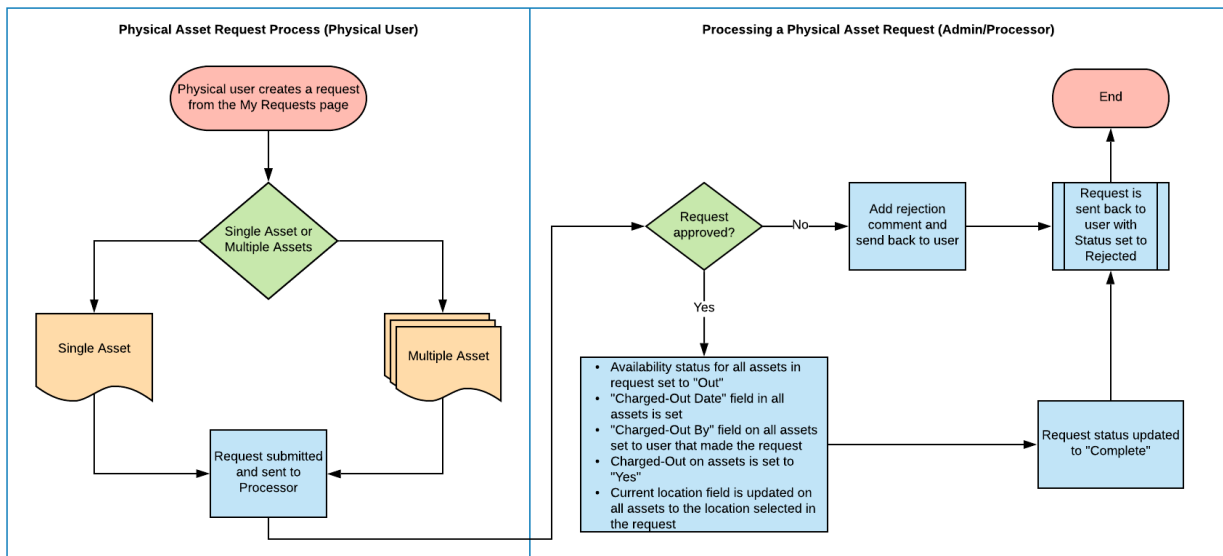 Physical Asset Request Process (Physical User)
Physical user creates a request
from the My Requests page
Single Asset or
Multiple Assets
Single Asset
Multiple Asset
Request submitted
and sent to
Processor
Processing a Physical Asset Request (Admin/Processor)
Request
approved?
No
Add rejection
comment and
send back to user
Request is
sent back to
user with
Status set to
Rejected
End
Yes
• Availability status for all assets in
request set to "Out"
• "Charged-Out Date" field in all
assets is set
• "Charged-Out By" field on all assets
set to user that made the request
• Charged-Out on assets is set to
"Yes"
• Current location field is updated on
all assets to the location selected in
the request
Request status updated
to "Complete"